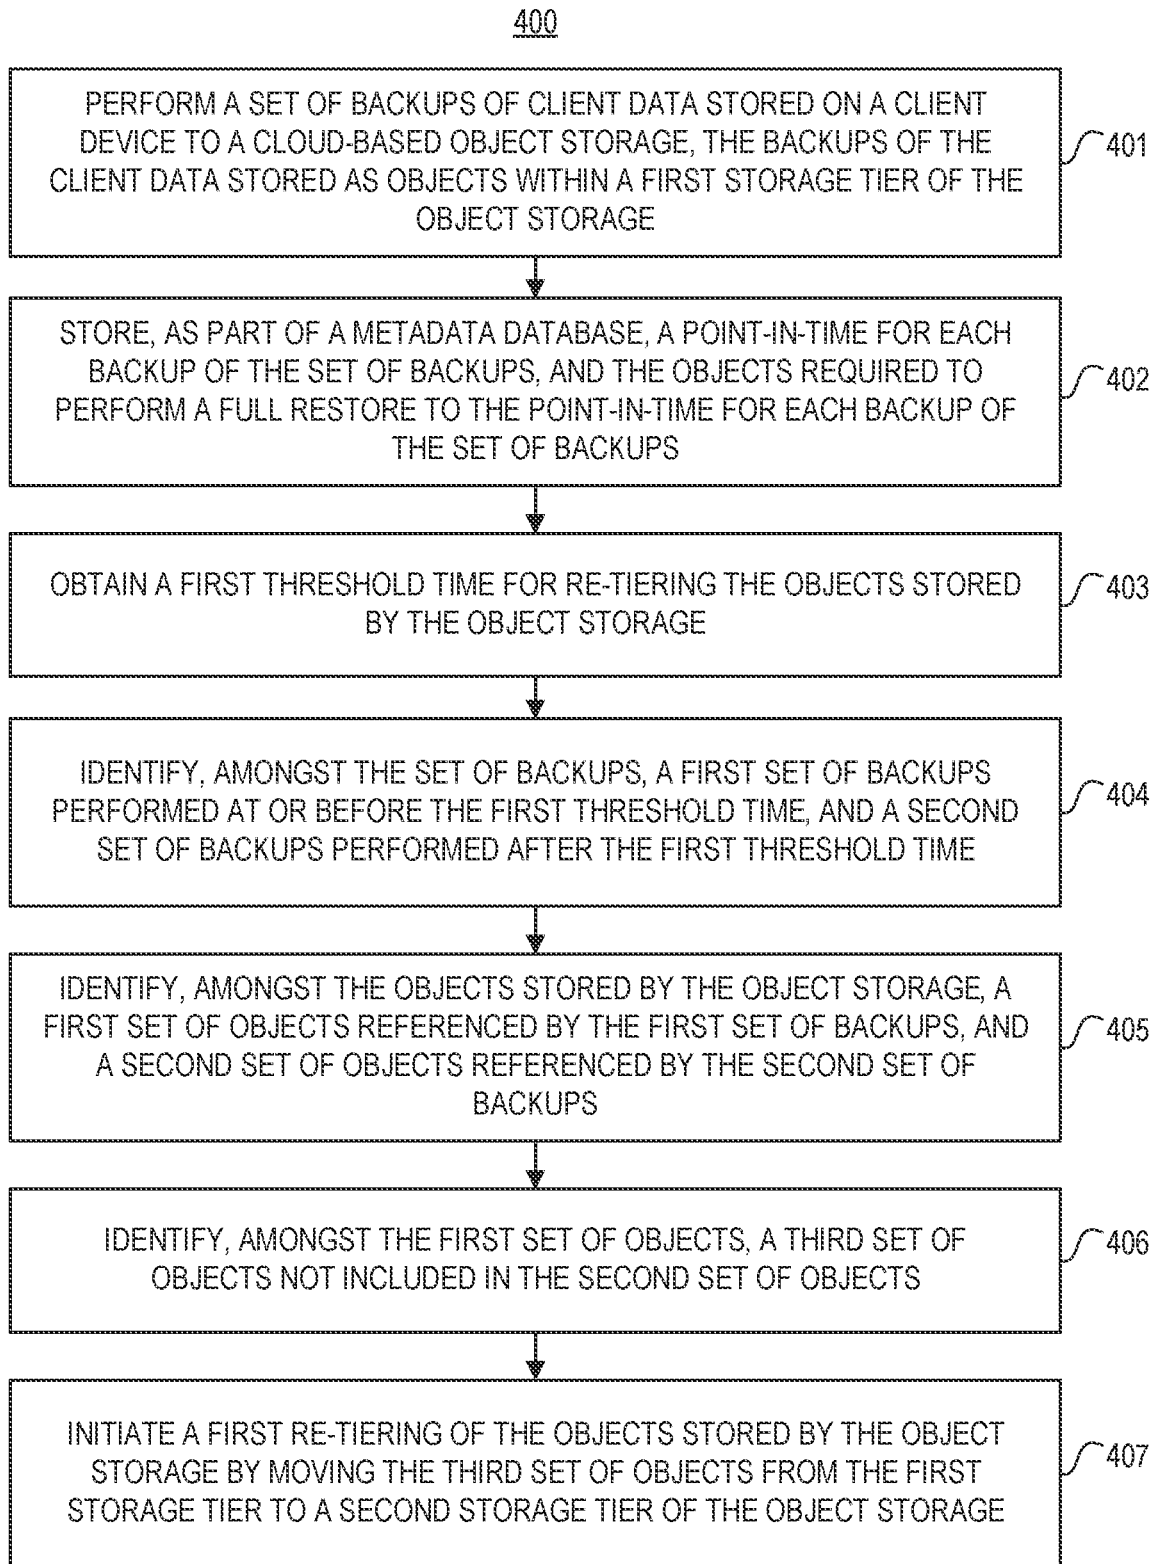 400
PERFORM A SET OF BACKUPS OF CLIENT DATA STORED ON A CLIENT
DEVICE TO A CLOUD-BASED OBJECT STORAGE, THE BACKUPS OF THE
CLIENT DATA STORED AS OBJECTS WITHIN A FIRST STORAGE TIER OF THE
OBJECT STORAGE
401
STORE, AS PART OF A METADATA DATABASE, A POINT-IN-TIME FOR EACH
BACKUP OF THE SET OF BACKUPS, AND THE OBJECTS REQUIRED TO
PERFORM A FULL RESTORE TO THE POINT-IN-TIME FOR EACH BACKUP OF
THE SET OF BACKUPS
402
OBTAIN A FIRST THRESHOLD TIME FOR RE-TIERING THE OBJECTS STORED
BY THE OBJECT STORAGE
403
IDENTIFY, AMONGST THE SET OF BACKUPS, A FIRST SET OF BACKUPS
PERFORMED AT OR BEFORE THE FIRST THRESHOLD TIME, AND A SECOND
SET OF BACKUPS PERFORMED AFTER THE FIRST THRESHOLD TIME
404
IDENTIFY, AMONGST THE OBJECTS STORED BY THE OBJECT STORAGE, A
FIRST SET OF OBJECTS REFERENCED BY THE FIRST SET OF BACKUPS, AND
A SECOND SET OF OBJECTS REFERENCED BY THE SECOND SET OF
BACKUPS
405
IDENTIFY, AMONGST THE FIRST SET OF OBJECTS, A THIRD SET OF
OBJECTS NOT INCLUDED IN THE SECOND SET OF OBJECTS
406
INITIATE A FIRST RE-TIERING OF THE OBJECTS STORED BY THE OBJECT
STORAGE BY MOVING THE THIRD SET OF OBJECTS FROM THE FIRST
STORAGE TIER TO A SECOND STORAGE TIER OF THE OBJECT STORAGE
407